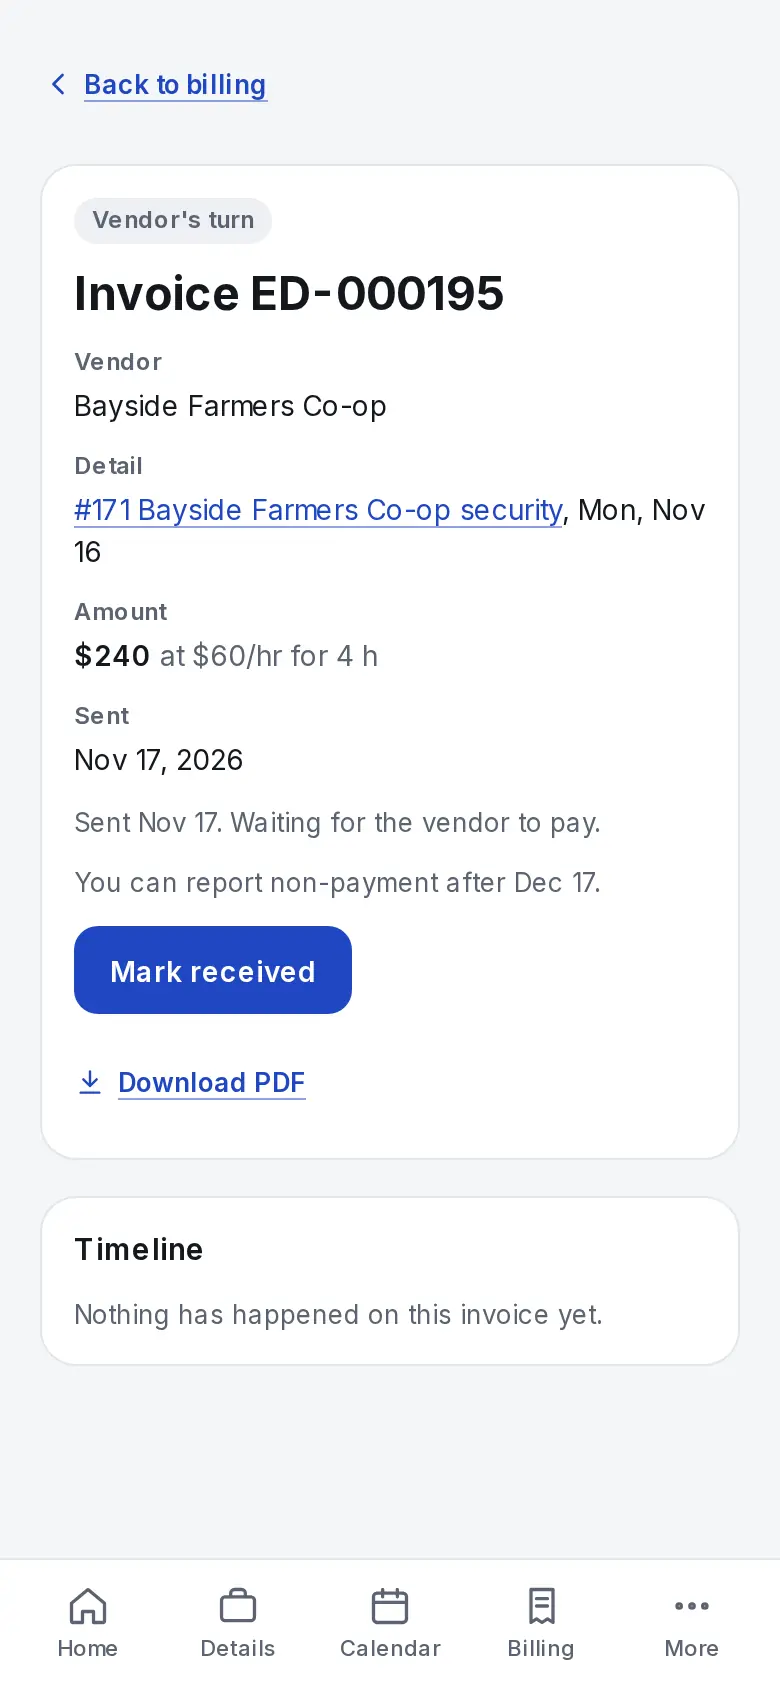 Back to billing
Vendor's turn
Invoice ED-000195
Vendor
Bayside Farmers Co-op
Detail
#171 Bayside Farmers Co-op security, Mon, Nov
16
Amount
$240 at $60/hr for 4 h
Sent
Nov 17, 2026
Sent Nov 17. Waiting for the vendor to pay.
You can report non-payment after Dec 17.
Mark received
Download PDF
Timeline
Nothing has happened on this invoice yet.
Home Details Calendar Billing More